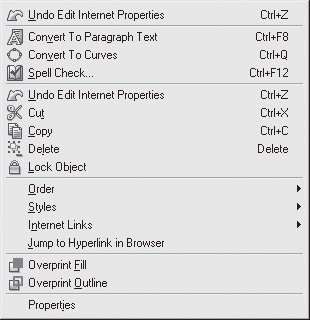 Undo Edit Internet Properties Ctrl+Z
Convert To Paragraph Text Ctrl+F8
Convert To Curves Ctrl+Q
Spell Check... Ctrl+F12
Undo Edit Internet Properties Ctrl+Z
Cut Ctrl+X
Copy Ctrl+C
Delete Delete
Lock Object
Order
Styles
Internet Links
Jump to Hyperlink in Browser
Overprint Fill
Overprint Outline
Properties